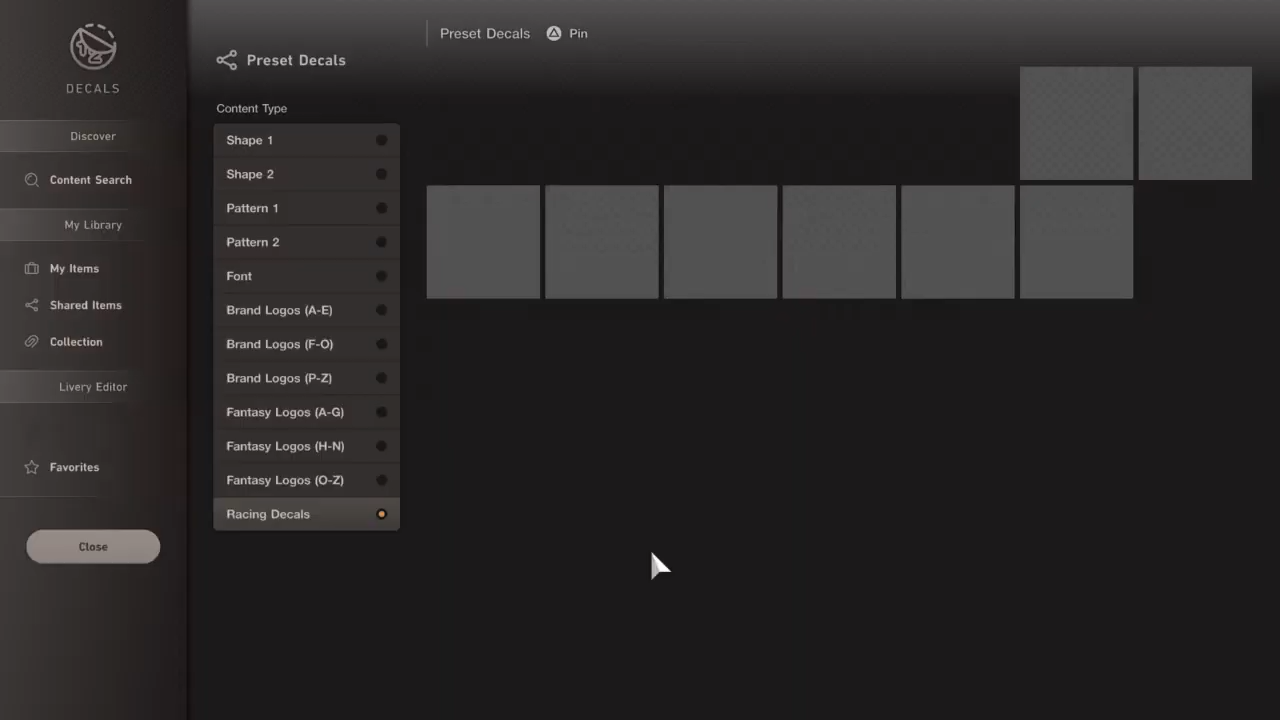 DECALS
Discover
Content Search
My Library
My Items
Shared Items
Collection
Livery Editor
Favorites
Close
Preset Decals
Pin
Preset Decals
Content Type
Shape 1
Shape 2
Pattern 1
Pattern 2
Font
Brand Logos (A-E)
Brand Logos (F-O)
Brand Logos (P-Z)
Fantasy Logos (A-G)
Fantasy Logos (H-N)
Fantasy Logos (O-Z)
Racing Decals